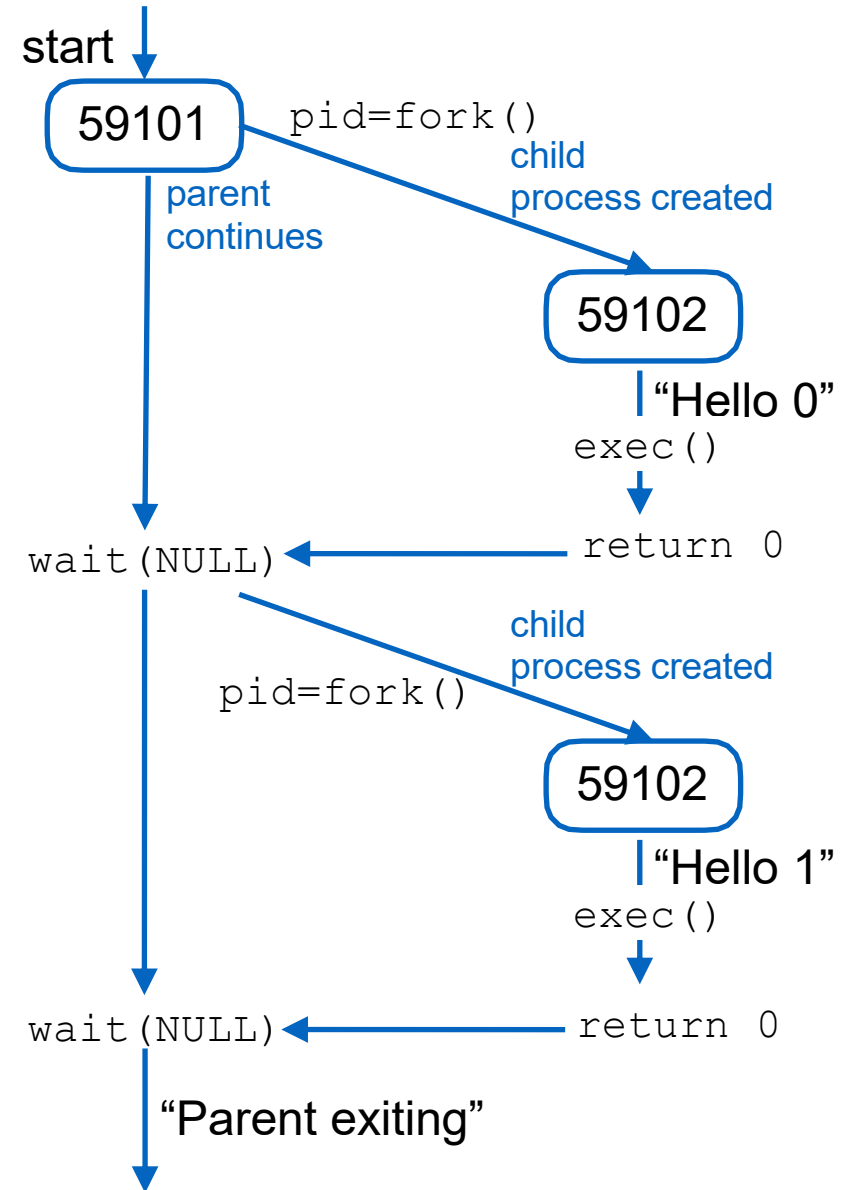 start
59101
pid=fork()
child
process created
parent
continues
59102
“Hello 0”
exec()
return 0
wait(NULL)
child
process created
pid=fork()
59102
“Hello 1”
exec()
return 0
wait(NULL)
“Parent exiting”